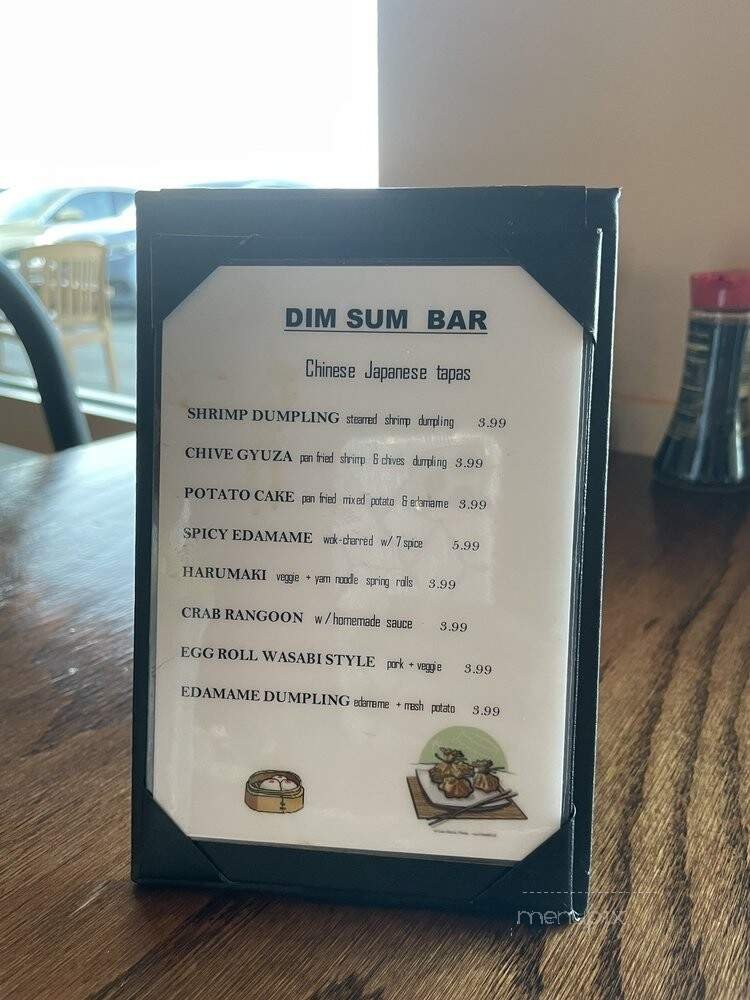 DIM SUM BAR
Chinese Japanese tapas
SHRIMP DUMPLING steamed shrimp dumpling 3.99
CHIVE GYUZA pan fried shrimp & chives dumpling 3.99
POTATO CAKE pan fried mixed potato & edamame 3.99
SPICY EDAMAME wok-charred w/ 7 spice 5.99
HARUMAKI veggie + yam noodle spring rolls 3.99
CRAB RANGOON w/homemade sauce 3.99
EGG ROLL WASABI STYLE pork + veggie 3.99
EDAMAME DUMPLING edamame + mash potato 3.99
menupix